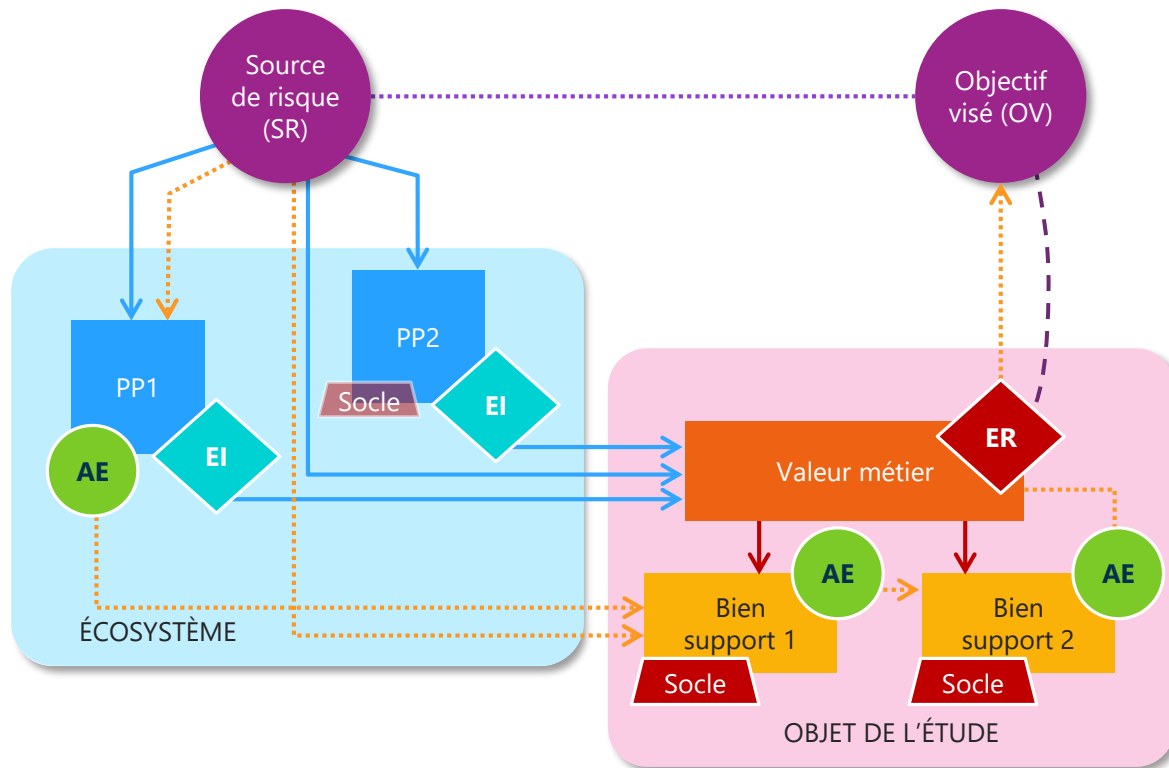 Source
de risque
(SR)
Objectif
visé (OV)
PP2
PP1
Socle
EI
EI
AE
ER
Valeur métier
AE
AE
Bien
support 1
Bien
support 2
ÉCOSYSTÈME
Socle
Socle
OBJET DE L’ÉTUDE